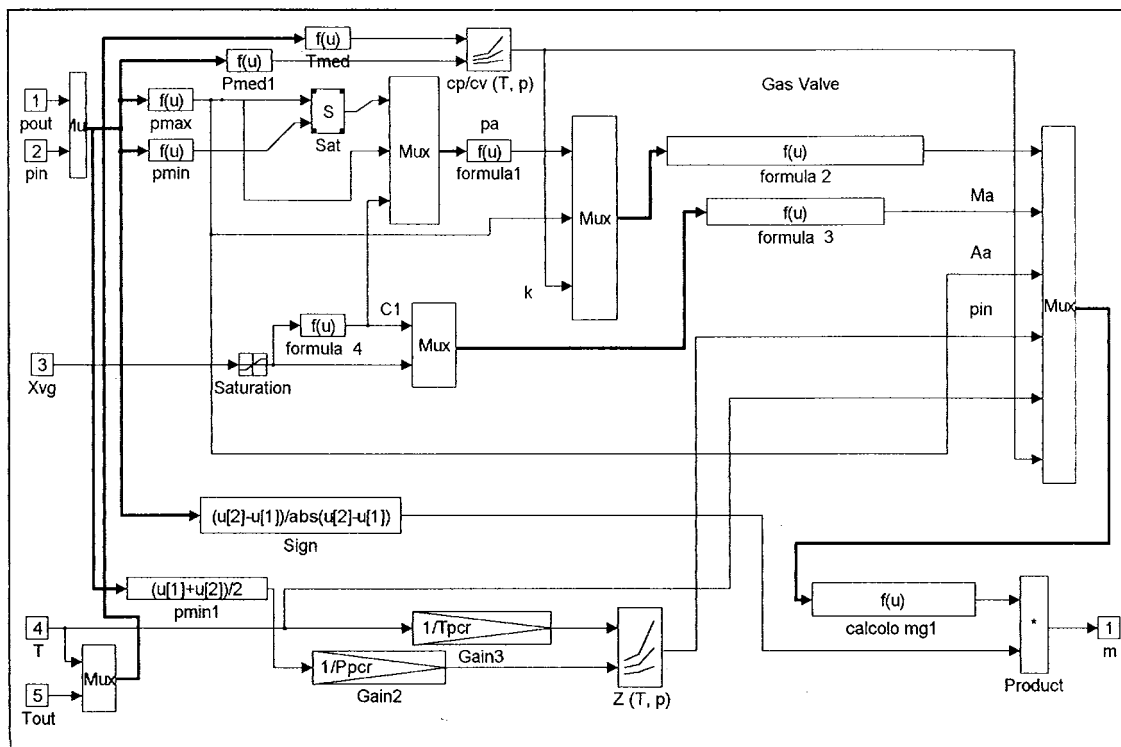 f(u)
Tmed
f(u)
Pmed1
cp/cv (T, p)
Gas Valve
1
pout
2
pin
Mu
f(u)
pmax
f(u)
pmin
S
Sat
Mux
pa
f(u)
formula1
Mux
f(u)
formula 2
f(u)
formula 3
Ma
Aa
pin
Mux
k
C1
f(u)
formula 4
Mux
3
Xvg
Saturation
(u[2]-u[1])/abs(u[2]-u[1])
Sign
(u[1]+u[2])/2
pmin1
4
T
5
Tout
Mux
1/Tpcr
Gain3
1/Ppcr
Gain2
Z (T, p)
f(u)
calcolo mg1
*
Product
1
m